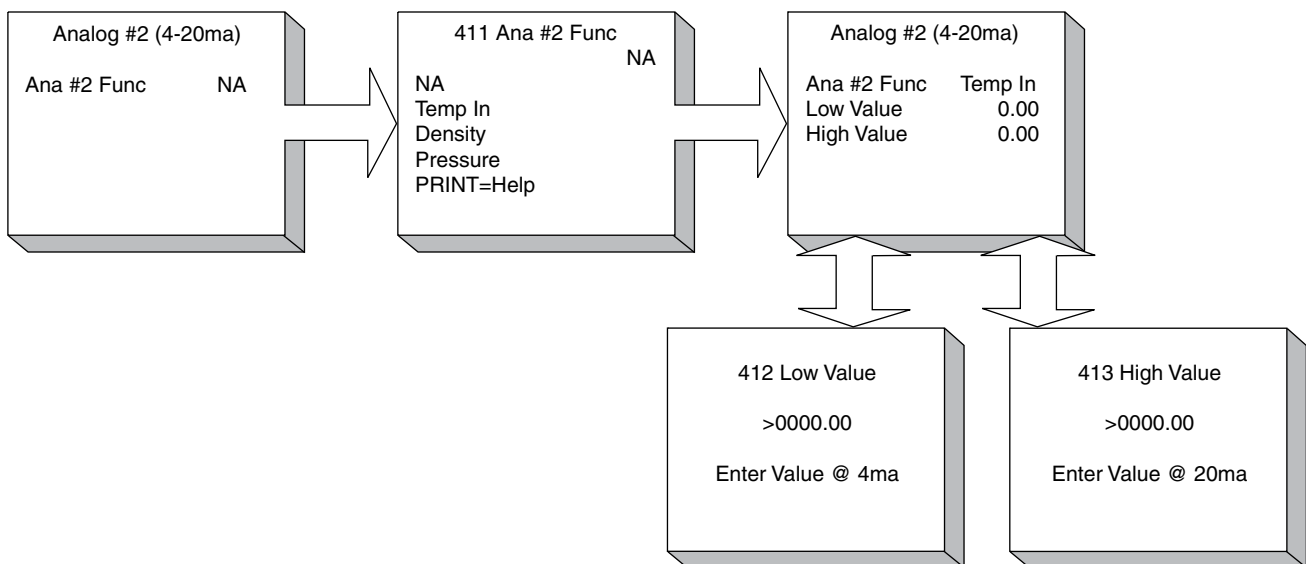 Analog #2 (4-20ma)
Ana #2 Func NA
411 Ana #2 Func
NA
NA
Temp In
Density
Pressure
PRINT=Help
Analog #2 (4-20ma)
Ana #2 Func Temp In
Low Value 0.00
High Value 0.00
412 Low Value
>0000.00
Enter Value @ 4ma
413 High Value
>0000.00
Enter Value @ 20ma